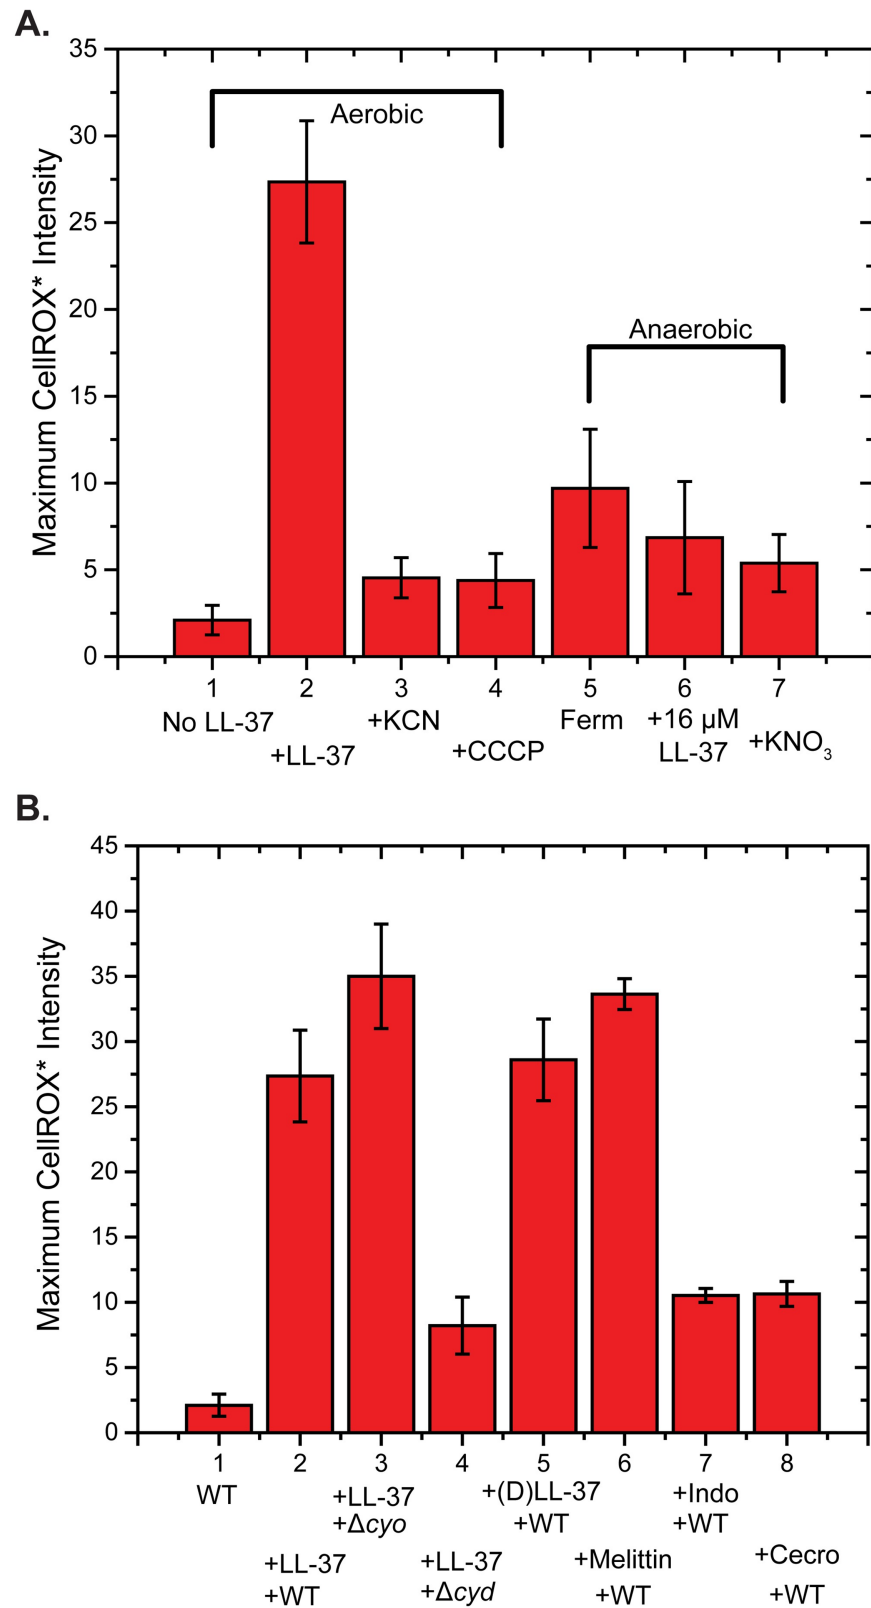 A.
Maximum CellROX* Intensity
35
30
25
20
15
10
5
0
Aerobic
Anaerobic
1 2 3 4 5 6 7
No LL-37 +KCN Ferm +16 µM
+LL-37 +CCCP LL-37 +KNO3
B.
Maximum CellROX* Intensity
45
40
35
30
25
20
15
10
5
0
1 2 3 4 5 6 7 8
WT +LL-37 +(D)LL-37 +Indo
+Δcyo +WT +WT
+LL-37 +LL-37 +Melittin +Cecro
+WT +Δcyd +WT +WT